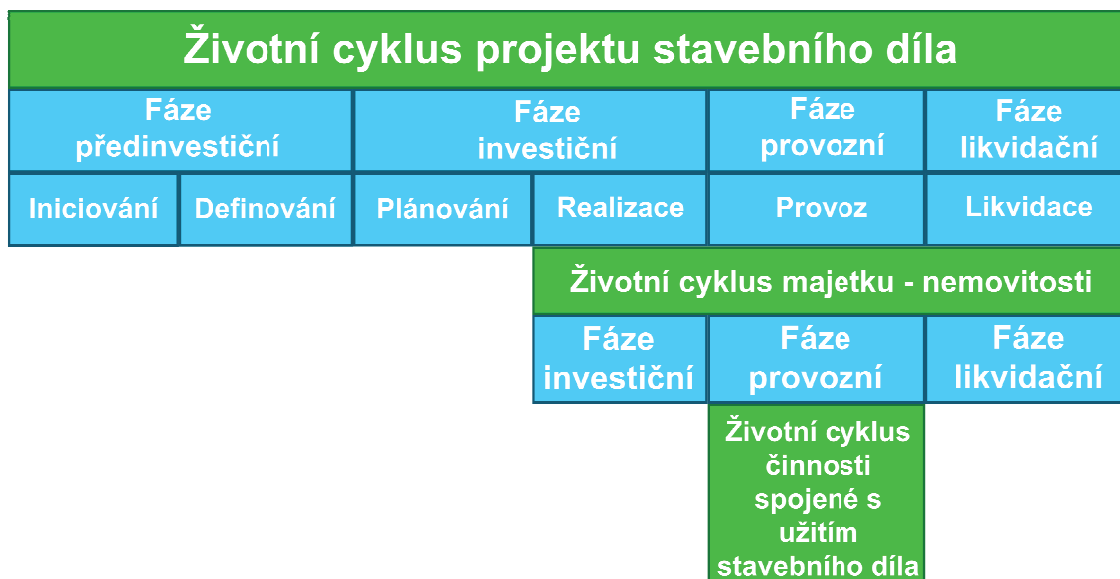 Životní cyklus projektu stavebního díla
Fáze
předinvestiční
Fáze
investiční
Fáze
provozní
Fáze
likvidační
Iniciování
Definování
Plánování
Realizace
Provoz
Likvidace
Životní cyklus majetku - nemovitosti
Fáze
investiční
Fáze
provozní
Fáze
likvidační
Životní cyklus
činnosti
spojené s
užitím
stavebního díla